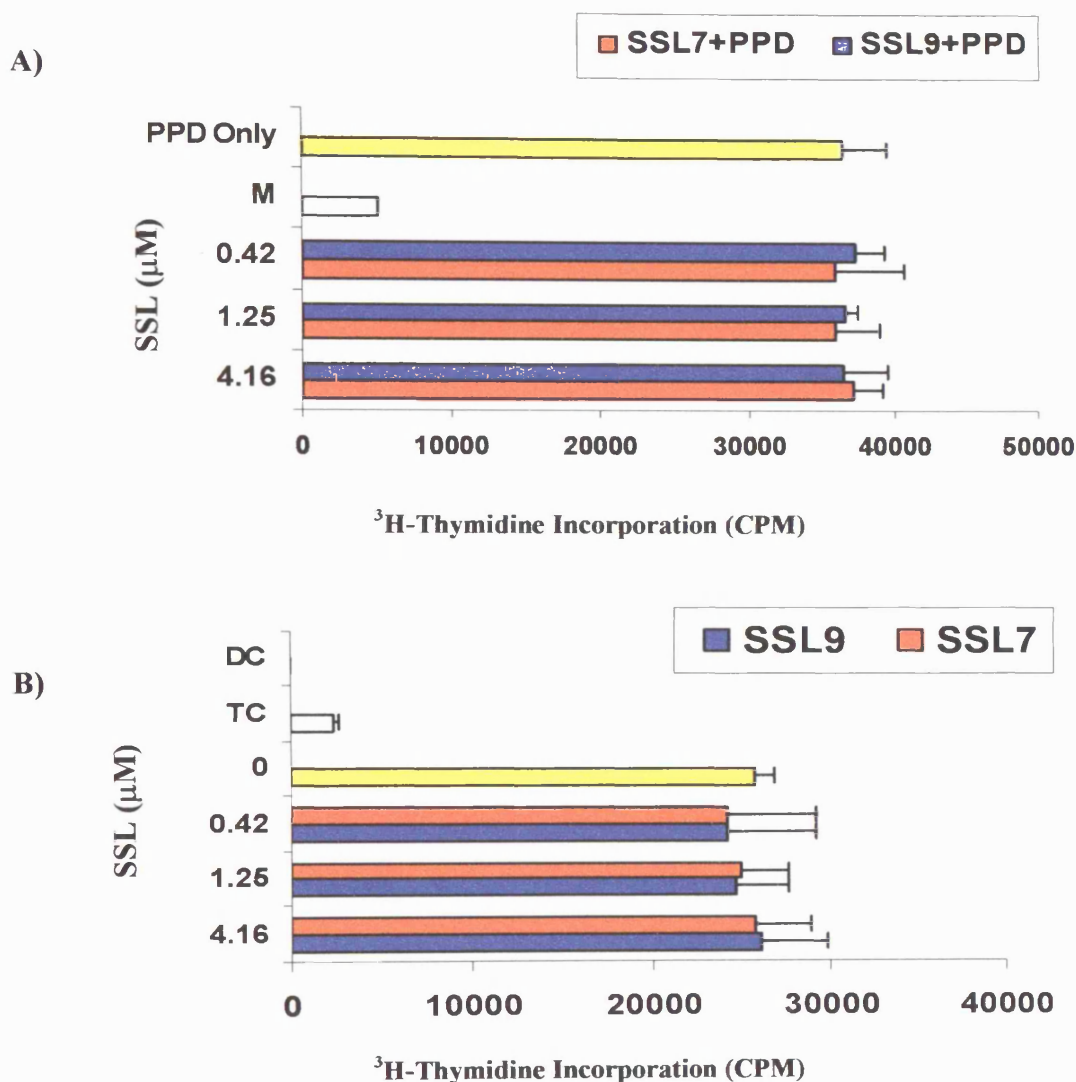 SSL7+PPD SSL9+PPD
A)
PPD Only
M
0.42
1.25
4.16
SSL (µM)
0 10000 20000 30000 40000 50000
³H-Thymidine Incorporation (CPM)
SSL9 SSL7
B)
DC
TC
0
0.42
1.25
4.16
SSL (µM)
0 10000 20000 30000 40000
³H-Thymidine Incorporation (CPM)